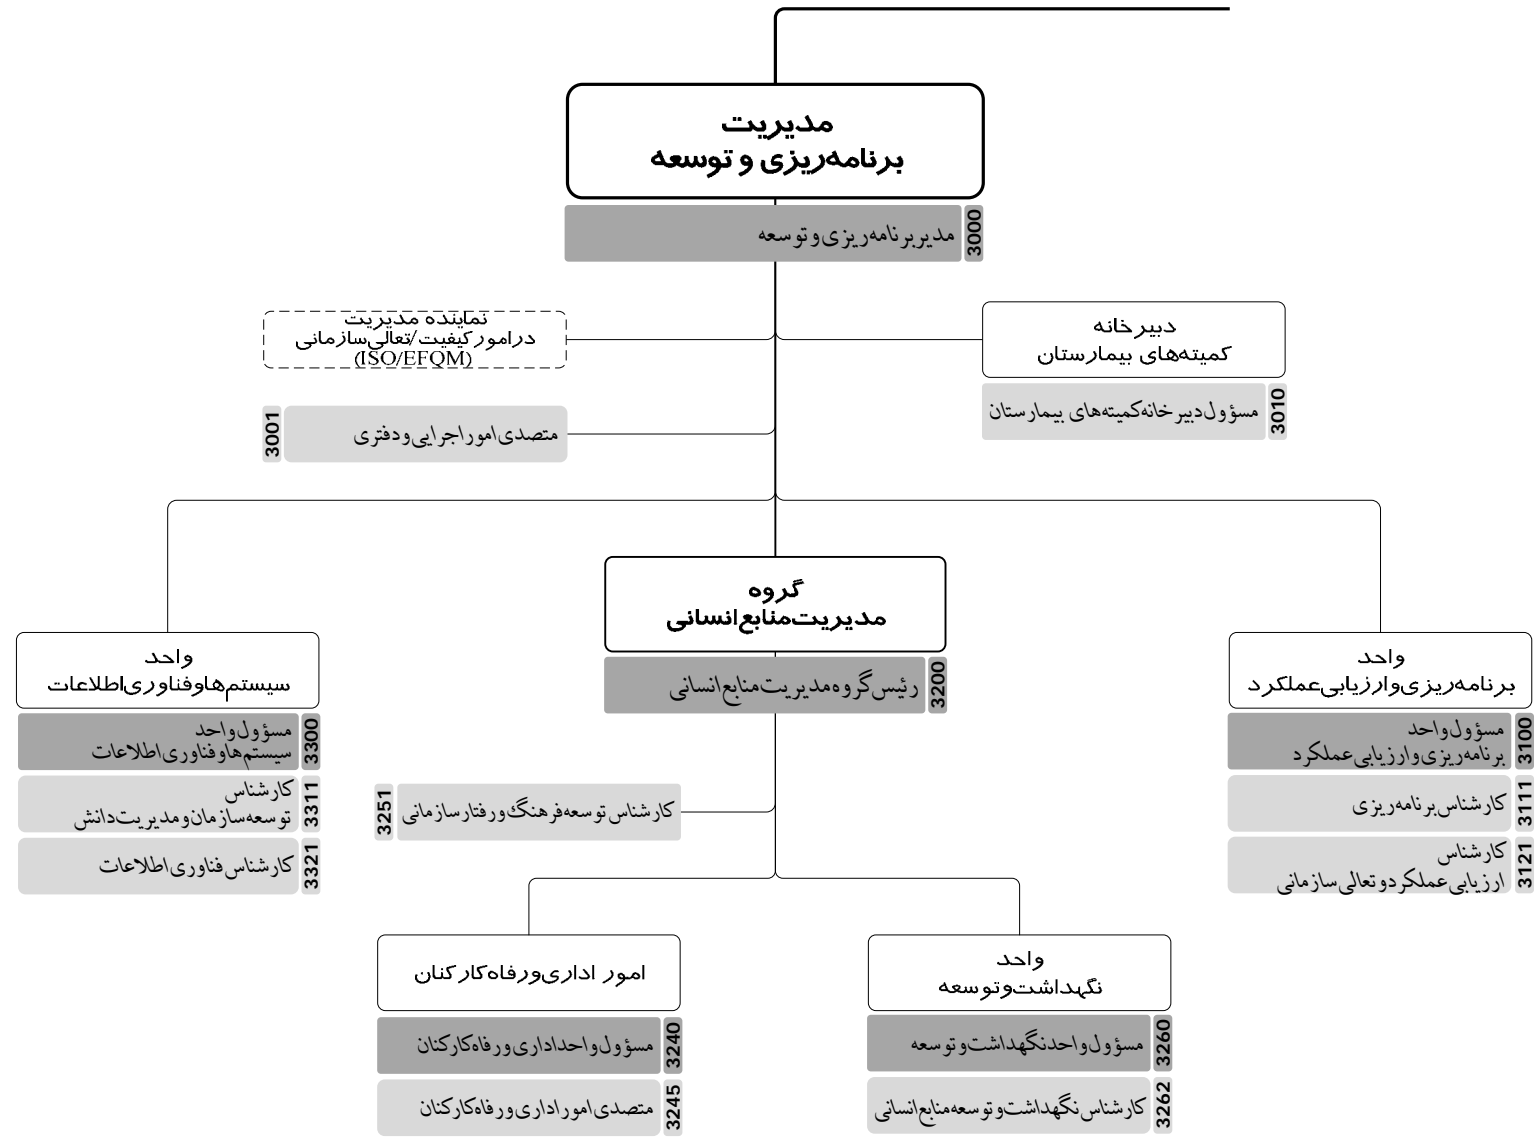 مدیریت
برنامه‌ریزی و توسعه
3000
مدیر برنامه‌ریزی و توسعه
دبیرخانه
کمیته‌های بیمارستان
3010
مسؤول دبیرخانه کمیته‌های بیمارستان
نماینده مدیریت
در امور کیفیت/تعالی سازمانی
(ISO/EFQM)
متصدی امور اجرایی و دفتری
3001
واحد
برنامه‌ریزی و ارزیابی عملکرد
3100
مسؤول واحد
برنامه‌ریزی و ارزیابی عملکرد
3111
کارشناس برنامه‌ریزی
3121
کارشناس
ارزیابی عملکرد و تعالی سازمانی
گروه
مدیریت منابع انسانی
3200
رئیس گروه مدیریت منابع انسانی
کارشناس توسعه فرهنگ و رفتار سازمانی
3251
واحد
سیستم‌ها و فناوری اطلاعات
3300
مسؤول واحد
سیستم‌ها و فناوری اطلاعات
3311
کارشناس
توسعه سازمان و مدیریت دانش
3321
کارشناس فناوری اطلاعات
واحد
نگهداشت و توسعه
3260
مسؤول واحد نگهداشت و توسعه
3262
کارشناس نگهداشت و توسعه منابع انسانی
امور اداری و رفاه کارکنان
3240
مسؤول واحد اداری و رفاه کارکنان
3245
متصدی امور اداری و رفاه کارکنان